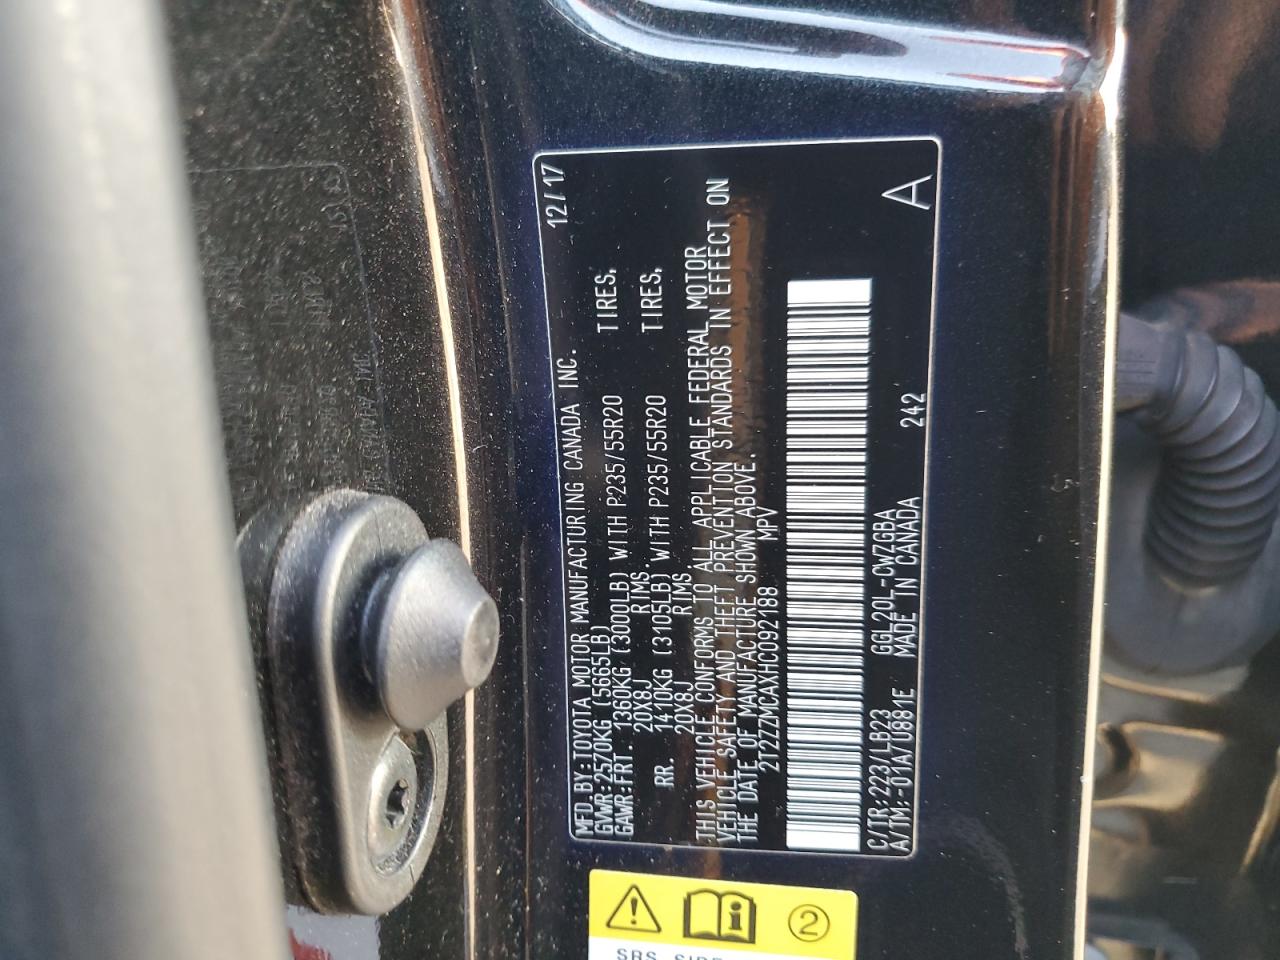 MFD.BY:TOYOTA MOTOR MANUFACTURING CANADA INC. 12/17
GVWR:2570KG (5665LB)
GAWR:FRT. 1360KG (3000LB) WITH P235/55R20 TIRES.
20X8J RIMS.
RR. 1410KG (3105LB) WITH P235/55R20 TIRES.
20X8J RIMS
THIS VEHICLE CONFORMS TO ALL APPLICABLE FEDERAL MOTOR
VEHICLE SAFETY AND THEFT PREVENTION STANDARDS IN EFFECT ON
THE DATE OF MANUFACTURE SHOWN ABOVE.
2T2ZZMCAXHC092188 MPV
C/TR:223/LB23 GGL20L-CWZGBA 242 A
A/TM:-01A/U881E MADE IN CANADA
2